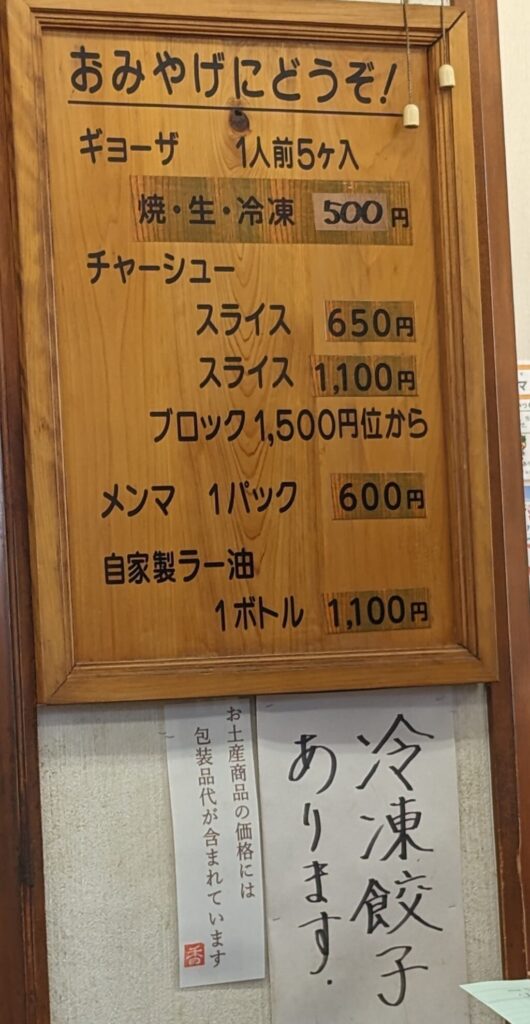 おみやげにどうぞ!
ギョーザ 1人前5ヶ入
焼・生・冷凍 500円
チャーシュー
スライス 650円
スライス 1,100円
ブロック1,500円位から
メンマ 1パック 600円
自家製ラー油
1ボトル 1,100円
冷凍餃子
あります.
お土産商品の価格には
包装品代が含まれています